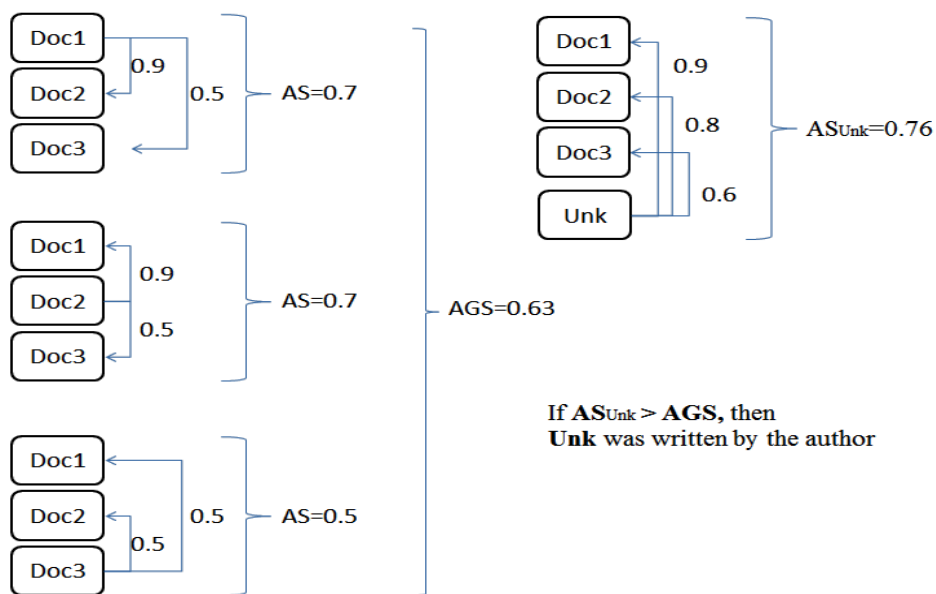 Doc1
0.9
Doc2
0.5
AS=0.7
Doc3
Doc1
0.9
Doc2
AS=0.7
0.5
Doc3
Doc1
Doc2
0.5
AS=0.5
0.5
Doc3
AGS=0.63
Doc1
0.9
Doc2
0.8
ASUnk=0.76
Doc3
0.6
Unk
If ASUnk > AGS, then
Unk was written by the author